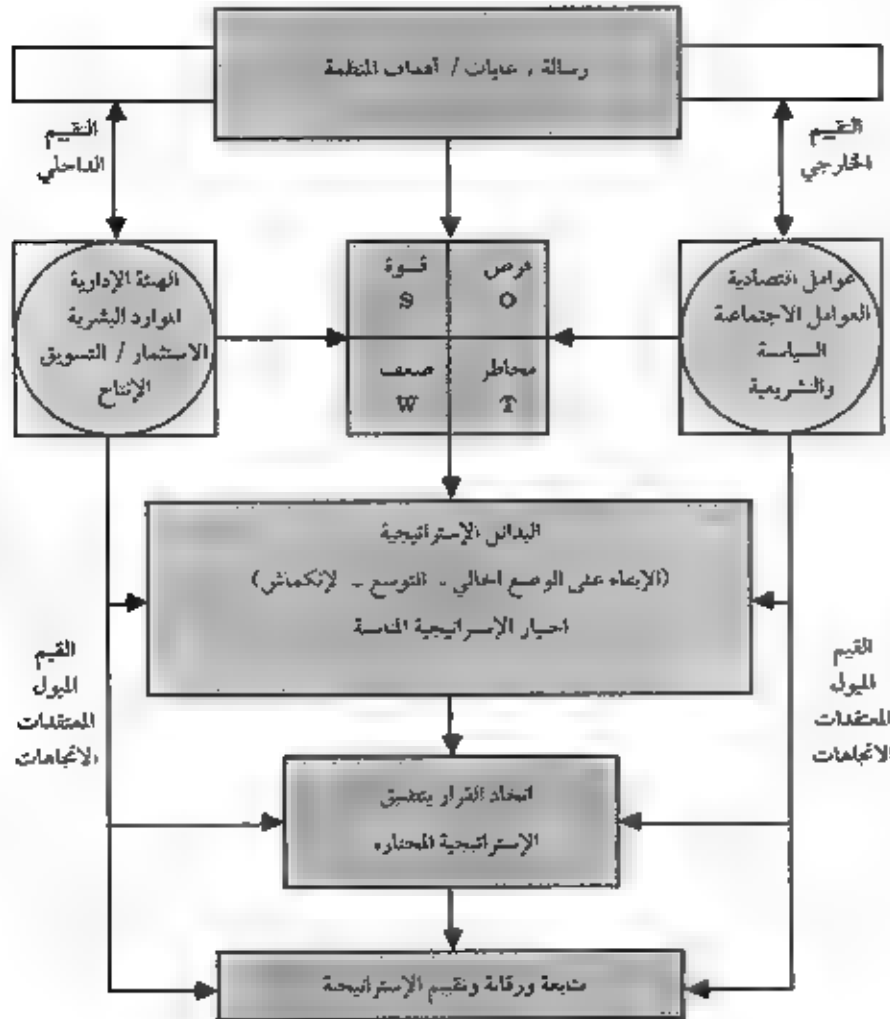 رسالة ، غايات / أهداف المنظمة
التقييم
الخارجي
التقييم
الداخلي
عوامل اقتصادية
العوامل الاجتماعية
السياسة
والتشريعية
فرص
O
قوة
S
مخاطر
T
ضعف
W
الهيئة الإدارية
الموارد البشرية
الاستثمار / التسويق
الإنتاج
البدائل الإستراتيجية
(الإبقاء على الوضع الحالي - التوسع - الإنكماش)
اختيار الإستراتيجية المناسبة
القيم
الميول
المعتقدات
الاتجاهات
القيم
الميول
المعتقدات
الاتجاهات
اتخاذ القرار بتطبيق
الإستراتيجية المختارة
متابعة ورقابة وتقييم الإستراتيجية